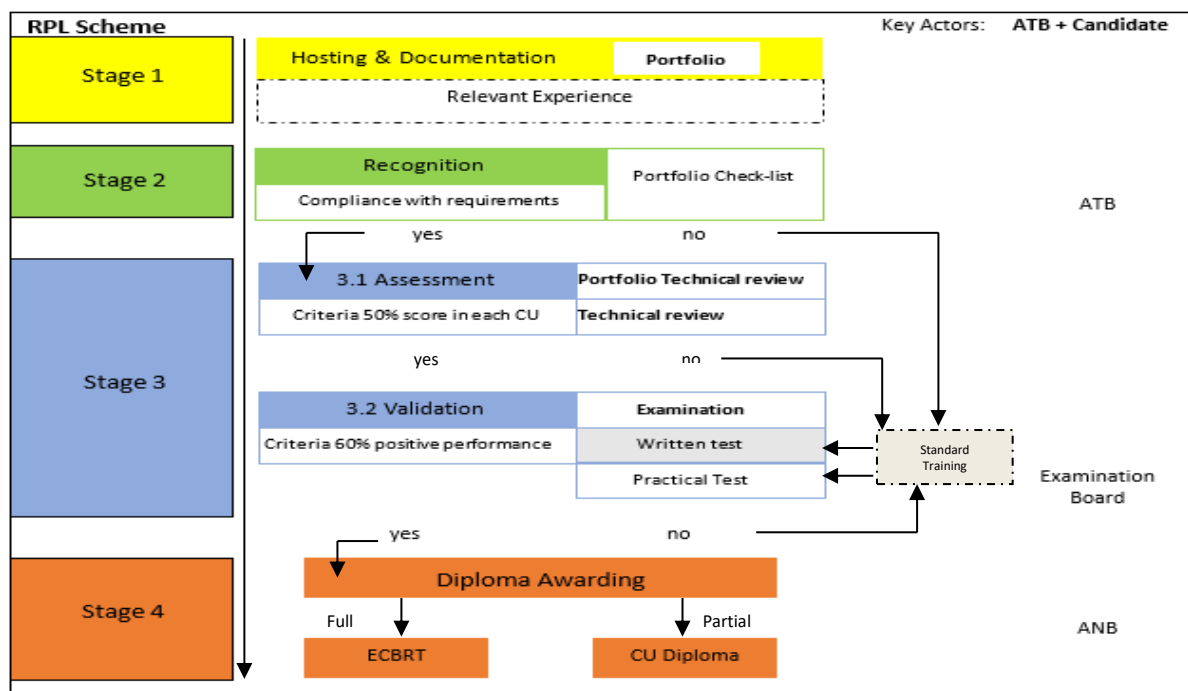 RPL Scheme
Key Actors: ATB + Candidate
Stage 1
Hosting & Documentation
Portfolio
Relevant Experience
Stage 2
Recognition
Portfolio Check-list
Compliance with requirements
ATB
yes
no
Stage 3
3.1 Assessment
Portfolio Technical review
Criteria 50% score in each CU
Technical review
yes
no
3.2 Validation
Examination
Criteria 60% positive performance
Written test
Practical Test
Standard
Training
Examination
Board
yes
no
Stage 4
Diploma Awarding
Full
Partial
ECBRT
CU Diploma
ANB